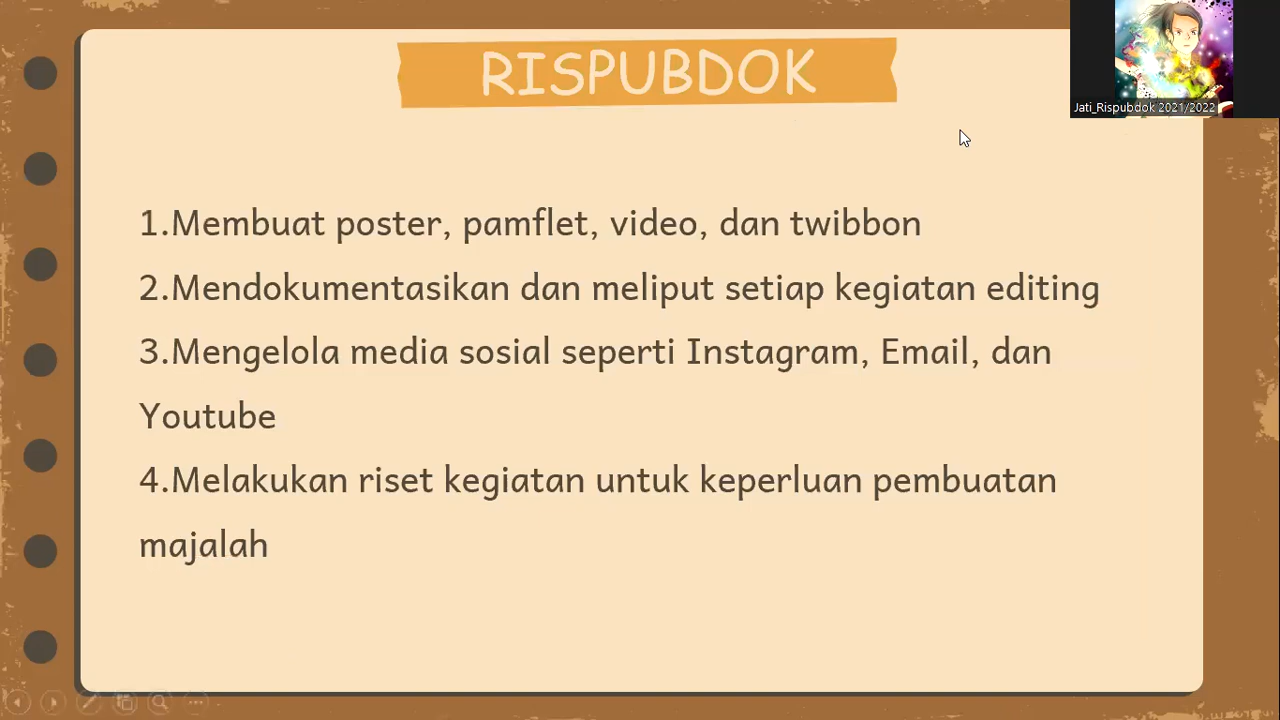 RISPUBDOK
Jati_Rispubdok 2021/2022
1.Membuat poster, pamflet, video, dan twibbon
2.Mendokumentasikan dan meliput setiap kegiatan editing
3.Mengelola media sosial seperti Instagram, Email, dan
Youtube
4.Melakukan riset kegiatan untuk keperluan pembuatan
majalah